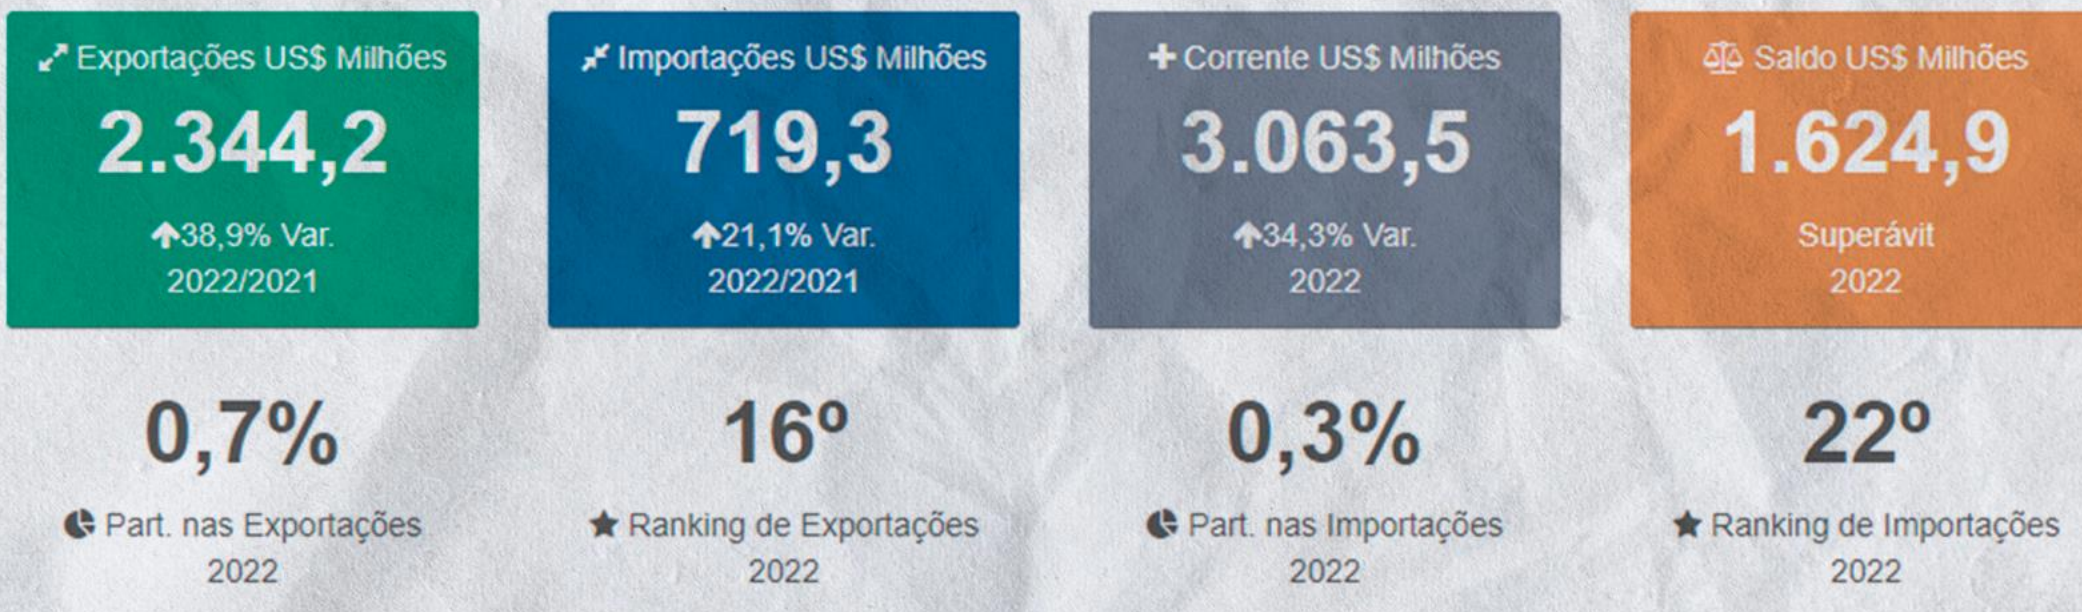 Exportações US$ Milhões
2.344,2
38,9% Var.
2022/2021
Importações US$ Milhões
719,3
21,1% Var.
2022/2021
Corrente US$ Milhões
3.063,5
34,3% Var.
2022
Saldo US$ Milhões
1.624,9
Superávit
2022
0,7%
Part. nas Exportações
2022
16º
Ranking de Exportações
2022
0,3%
Part. nas Importações
2022
22º
Ranking de Importações
2022